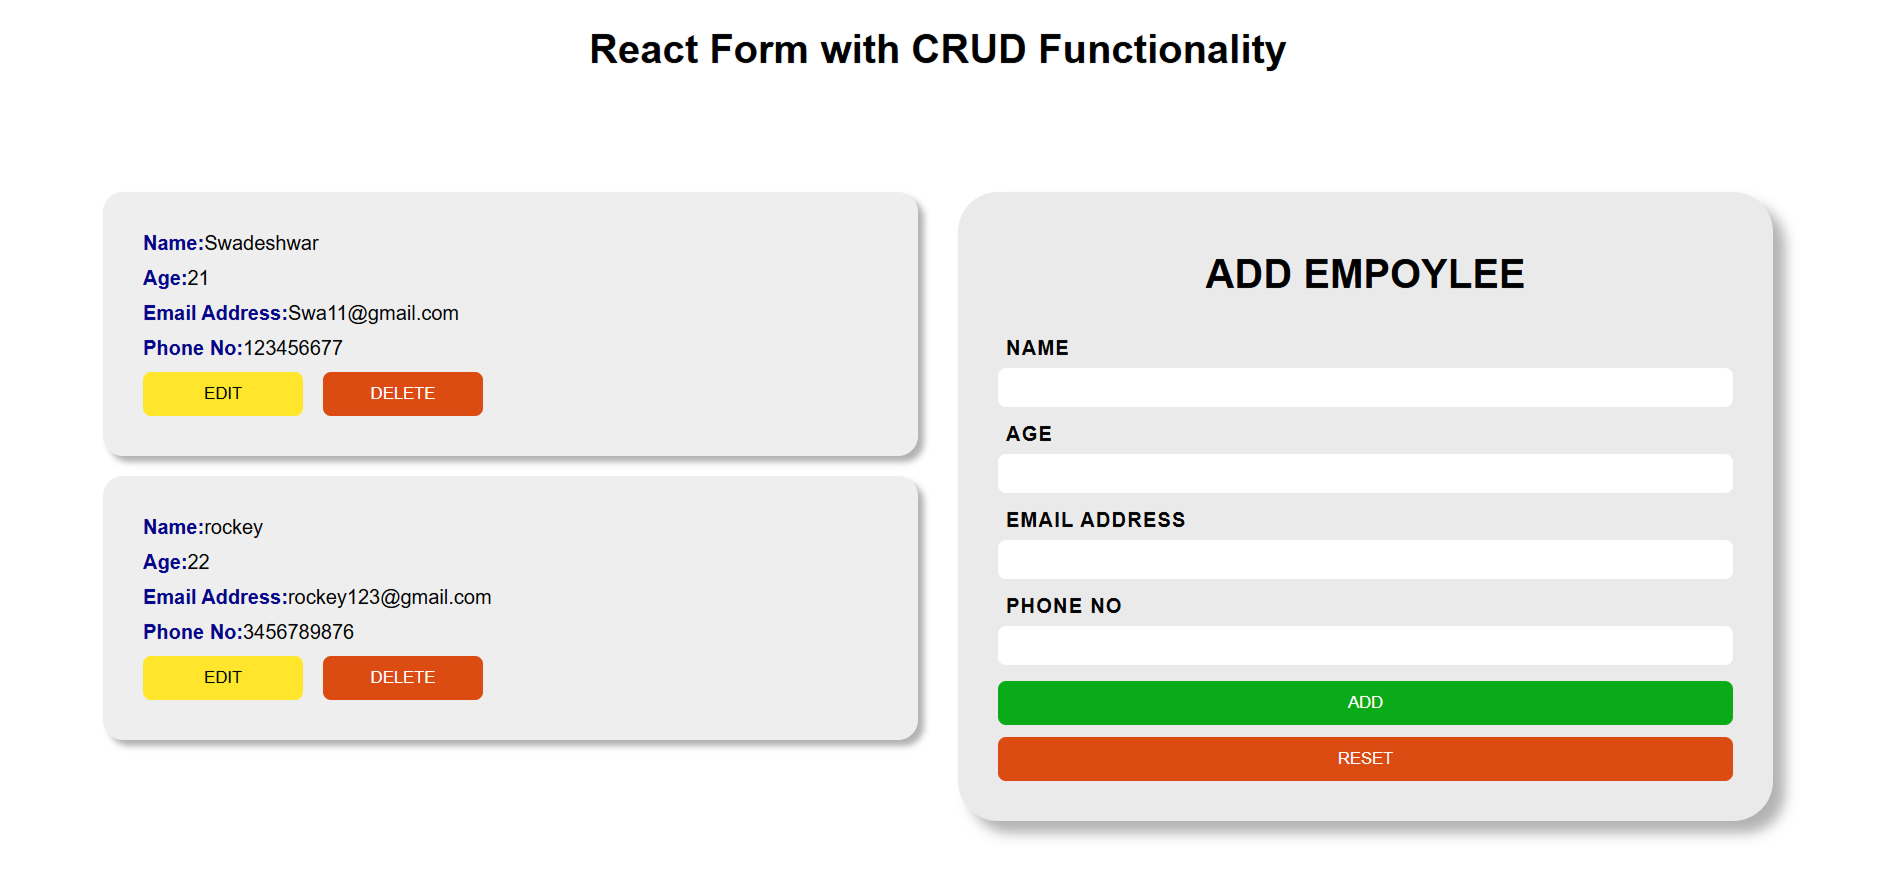 React Form with CRUD Functionality
Name:Swadeshwar
Age:21
Email Address:Swa11@gmail.com
Phone No:123456677
EDIT DELETE
Name:rockey
Age:22
Email Address:rockey123@gmail.com
Phone No:3456789876
EDIT DELETE
ADD EMPOYLEE
NAME
AGE
EMAIL ADDRESS
PHONE NO
ADD
RESET